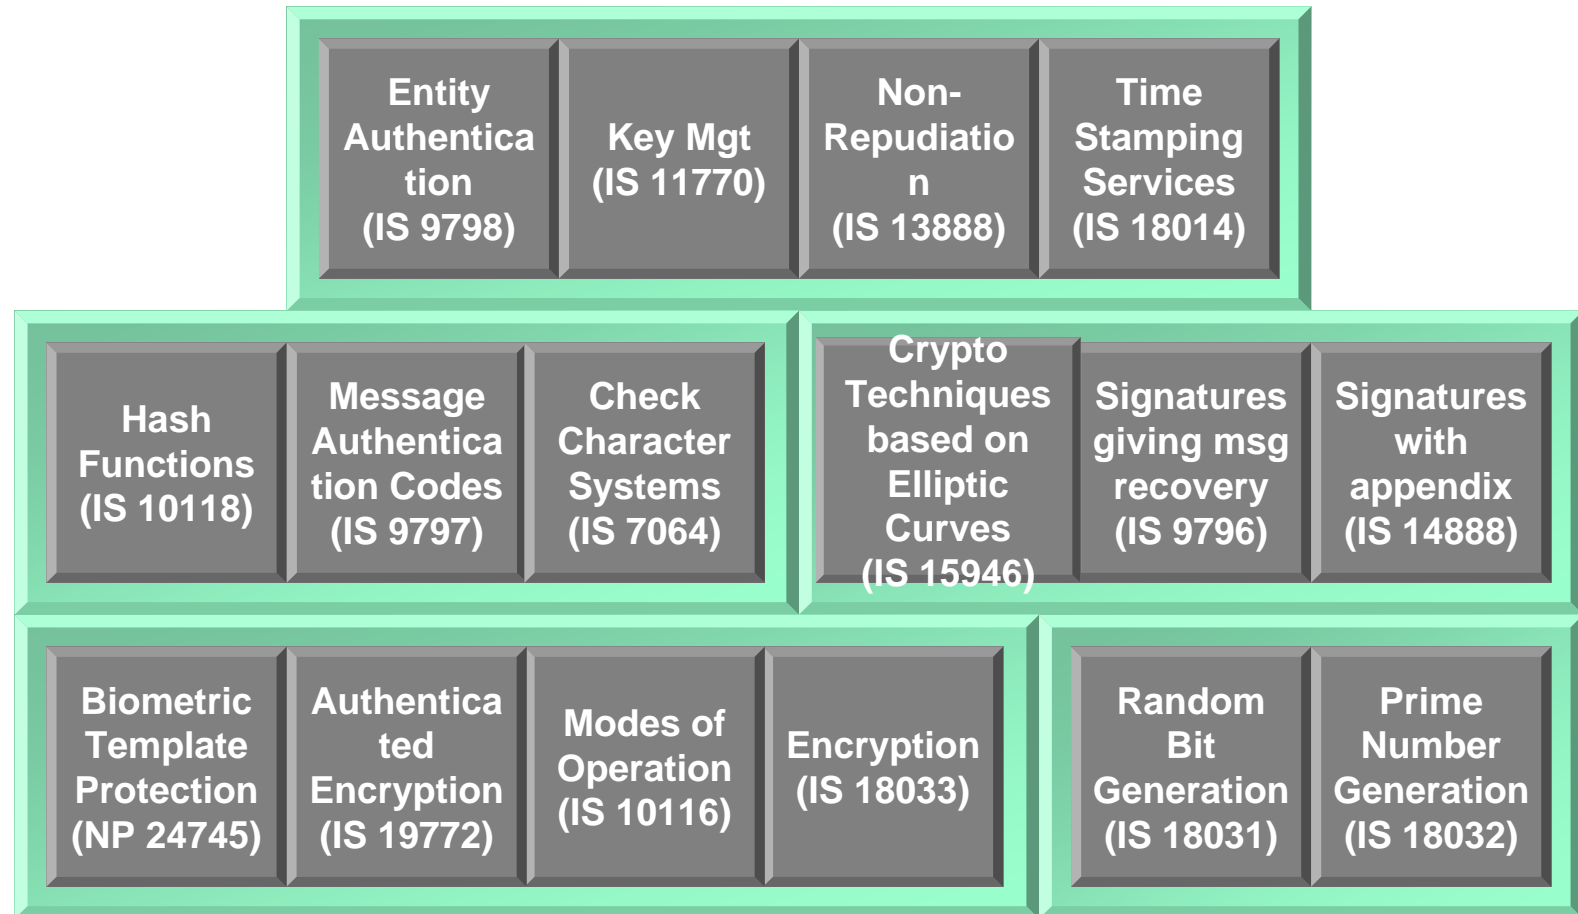 Entity
Authentica
tion
(IS 9798)
Key Mgt
(IS 11770)
Non-
Repudiatio
n
(IS 13888)
Time
Stamping
Services
(IS 18014)
Hash
Functions
(IS 10118)
Message
Authentica
tion Codes
(IS 9797)
Check
Character
Systems
(IS 7064)
Crypto
Techniques
based on
Elliptic
Curves
(IS 15946)
Signatures
giving msg
recovery
(IS 9796)
Signatures
with
appendix
(IS 14888)
Biometric
Template
Protection
(NP 24745)
Authentica
ted
Encryption
(IS 19772)
Modes of
Operation
(IS 10116)
Encryption
(IS 18033)
Random
Bit
Generation
(IS 18031)
Prime
Number
Generation
(IS 18032)